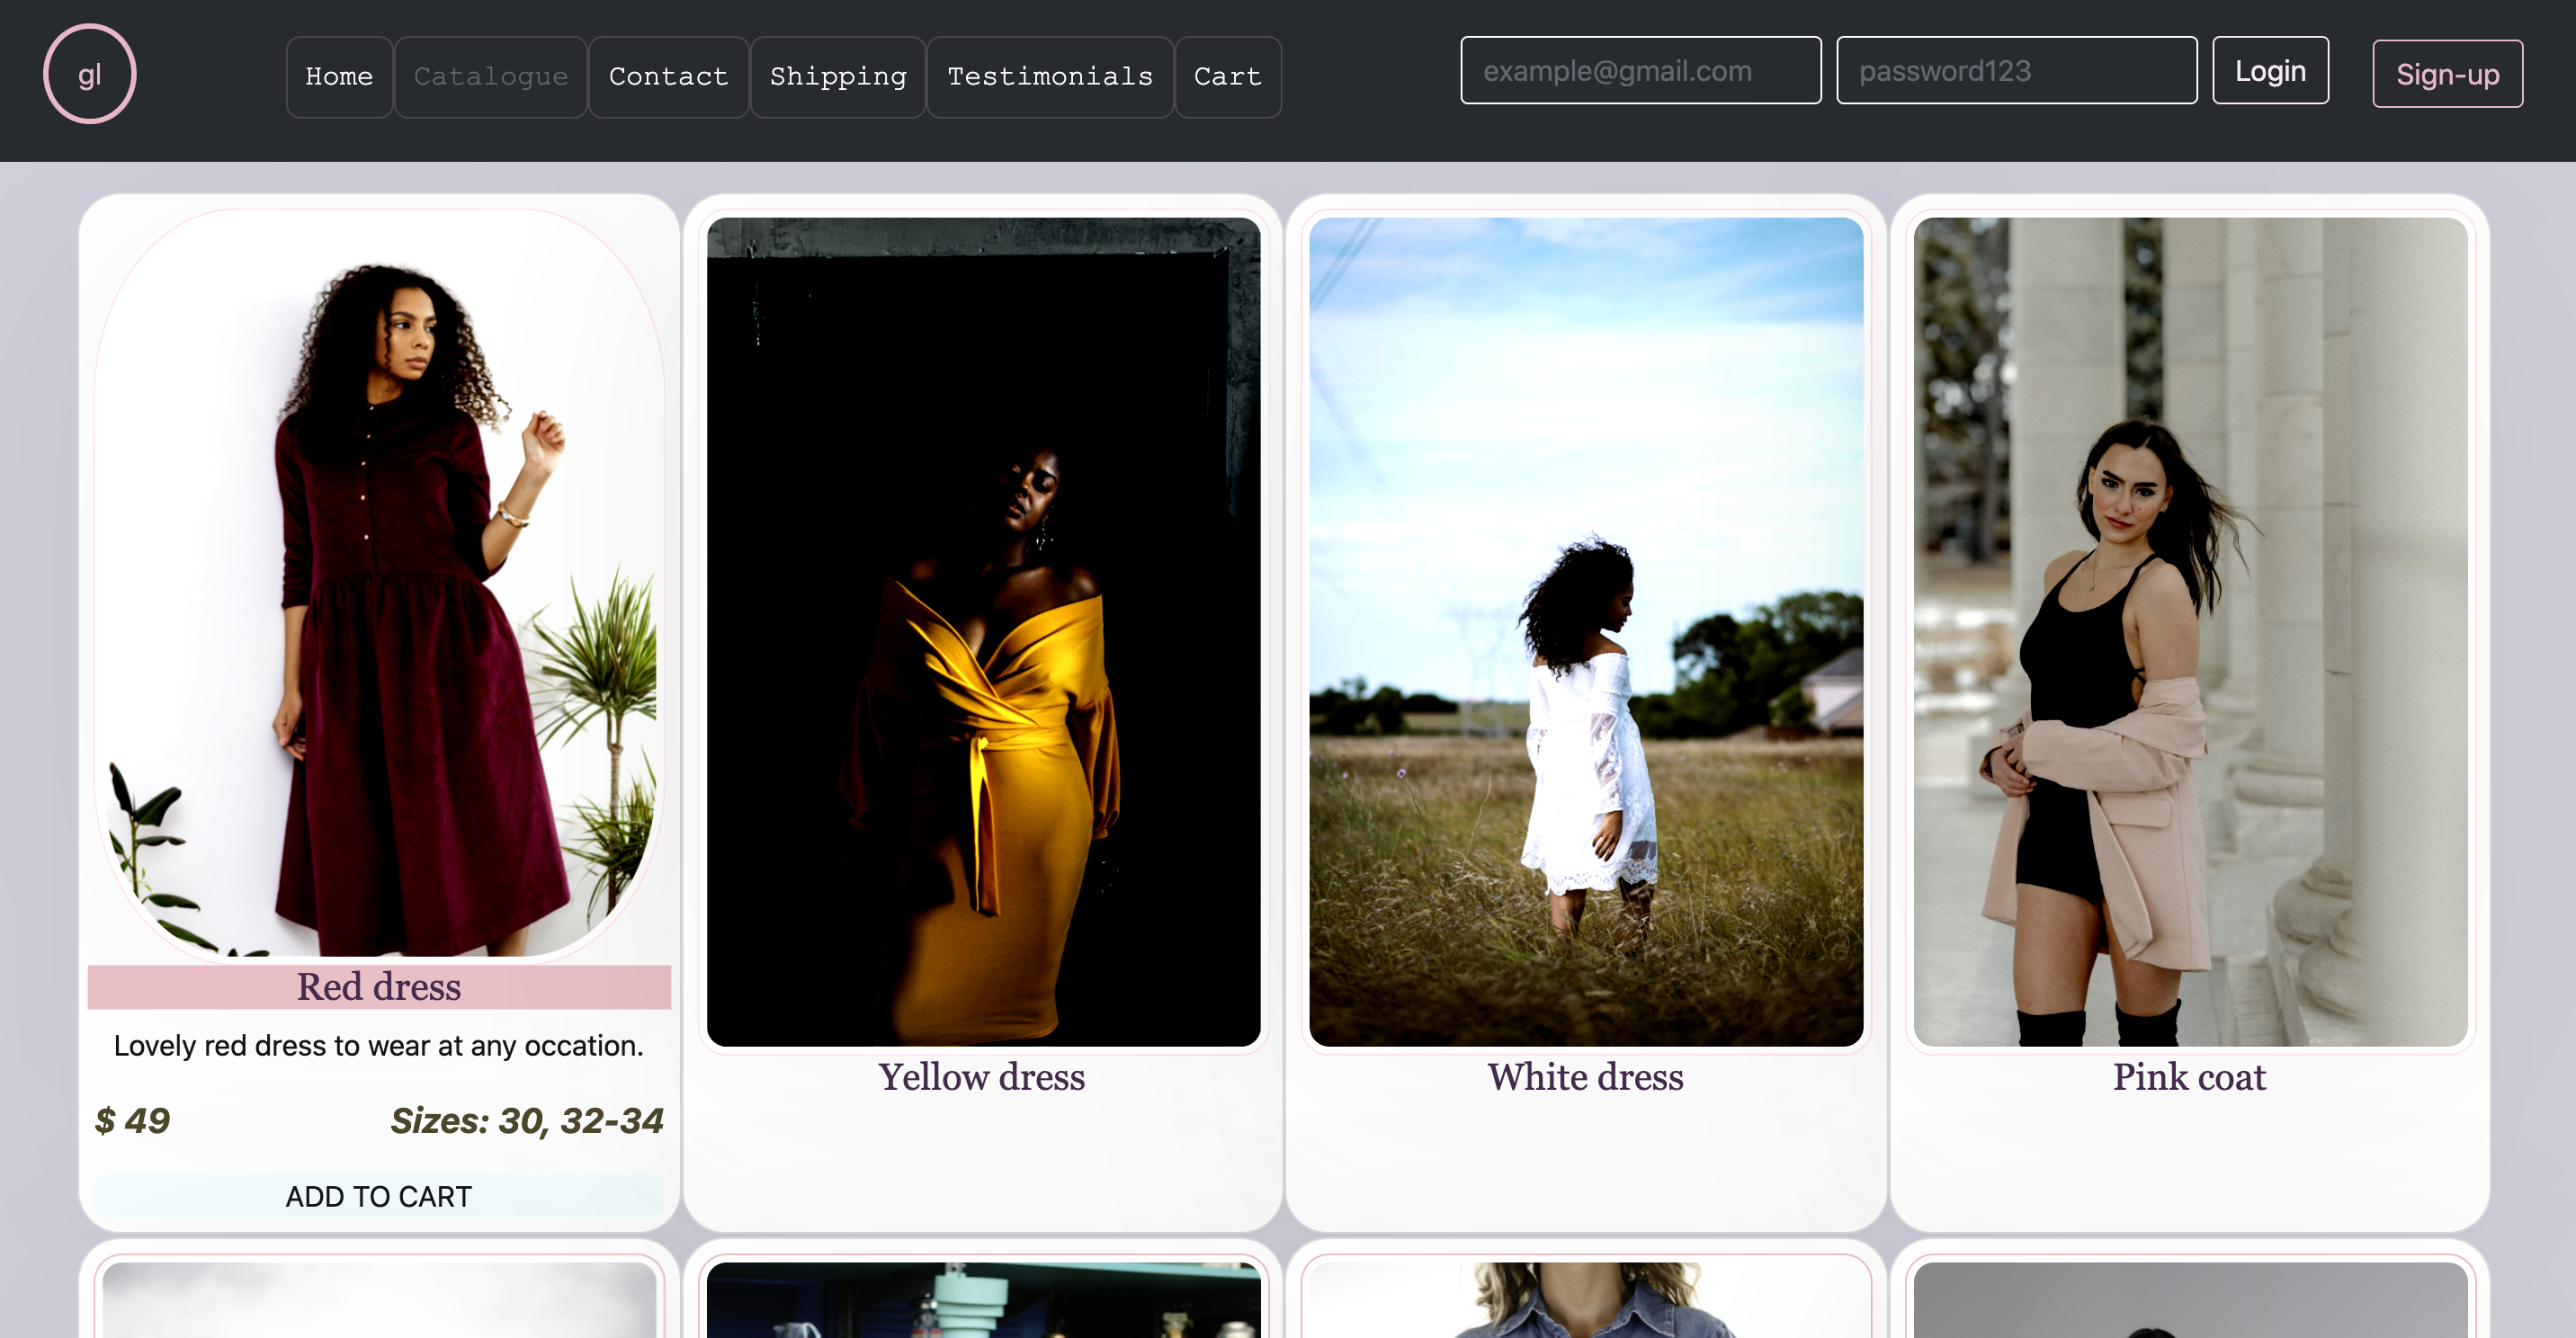 gl
Home Catalogue Contact Shipping Testimonials Cart
example@gmail.com password123 Login Sign-up
Red dress
Lovely red dress to wear at any occation.
$ 49 Sizes: 30, 32-34
ADD TO CART
Yellow dress
White dress
Pink coat